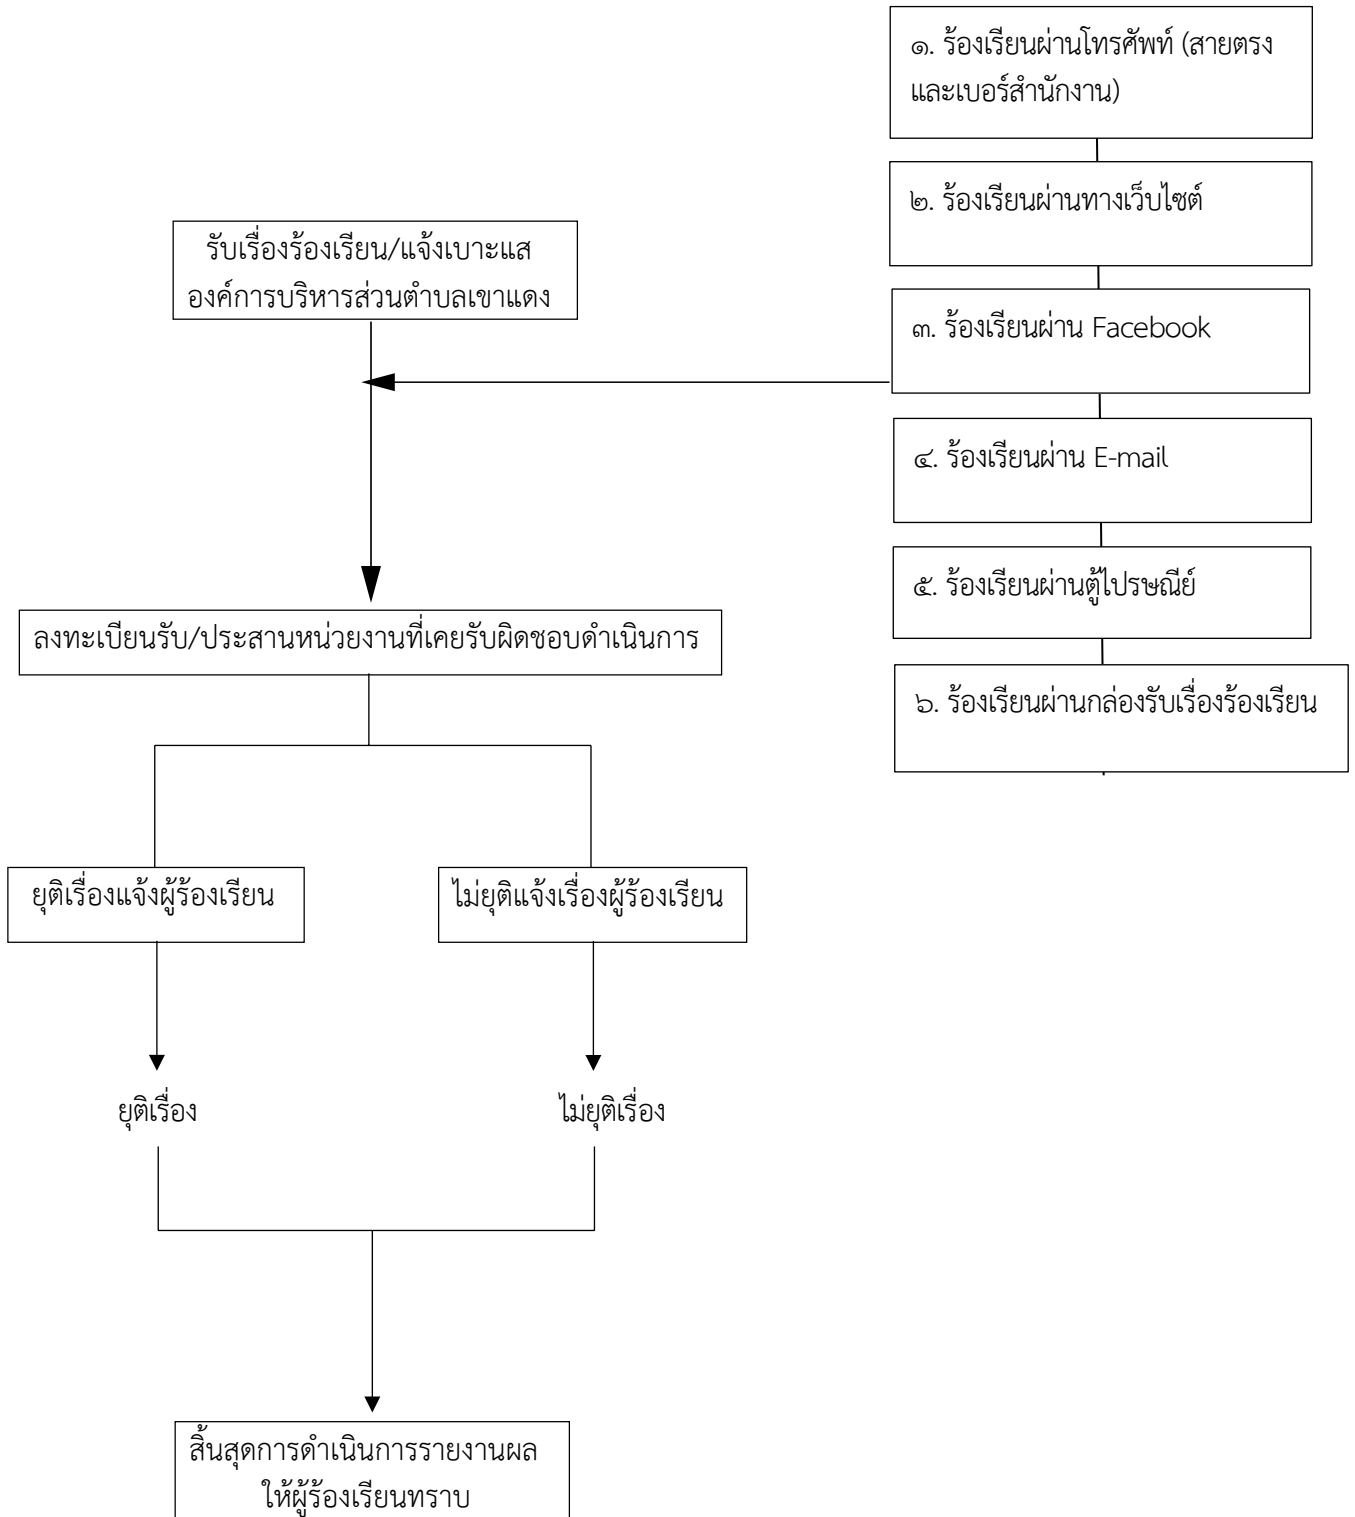 ๑. ร้องเรียนผ่านโทรศัพท์ (สายตรง
และเบอร์สำนักงาน)
๒. ร้องเรียนผ่านทางเว็บไซต์
รับเรื่องร้องเรียน/แจ้งเบาะแส
องค์การบริหารส่วนตำบลเขาแดง
๓. ร้องเรียนผ่าน Facebook
๔. ร้องเรียนผ่าน E-mail
๕. ร้องเรียนผ่านตู้ไปรษณีย์
ลงทะเบียนรับ/ประสานหน่วยงานที่เคยรับผิดชอบดำเนินการ
๖. ร้องเรียนผ่านกล่องรับเรื่องร้องเรียน
ยุติเรื่องแจ้งผู้ร้องเรียน
ไม่ยุติแจ้งเรื่องผู้ร้องเรียน
ยุติเรื่อง
ไม่ยุติเรื่อง
สิ้นสุดการดำเนินการรายงานผล
ให้ผู้ร้องเรียนทราบ